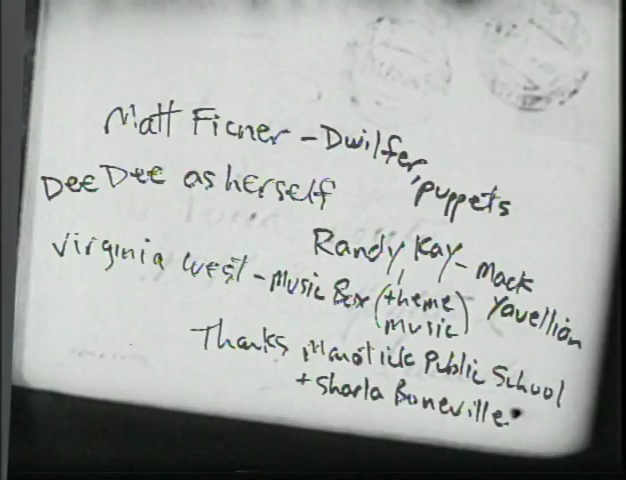 Matt Ficner - Dwilfer,
puppets
Dee Dee as herself
Randy Kay - Mack
Yavellian
Virginia West - Music Box (theme music)
Thanks Manotick Public School
+ Sharla Boneville